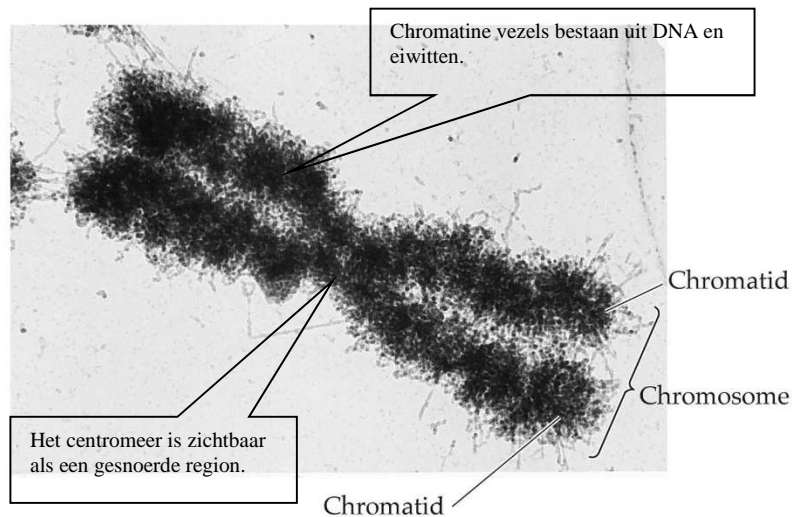 Chromatine vezels bestaan uit DNA en
eiwitten.
Chromatid
Chromosome
Het centromeer is zichtbaar
als een gesnoerde region.
Chromatid